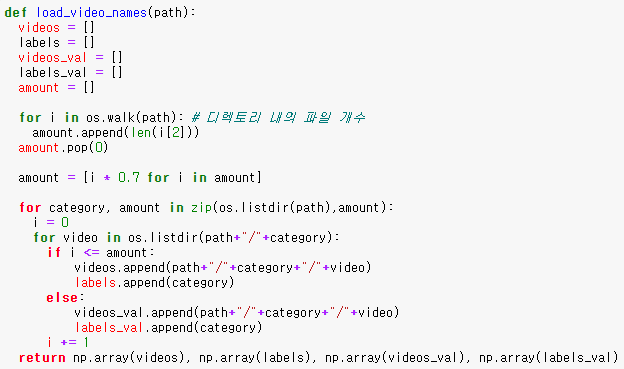 def load_video_names(path):
  videos = []
  labels = []
  videos_val = []
  labels_val = []
  amount = []

  for i in os.walk(path): # 디렉토리 내의 파일 개수
    amount.append(len(i[2]))
  amount.pop(0)

  amount = [i * 0.7 for i in amount]

  for category, amount in zip(os.listdir(path),amount):
    i = 0
    for video in os.listdir(path+"/"+category):
      if i <= amount:
         videos.append(path+"/"+category+"/"+video)
         labels.append(category)
      else:
         videos_val.append(path+"/"+category+"/"+video)
         labels_val.append(category)
      i += 1
  return np.array(videos), np.array(labels), np.array(videos_val), np.array(labels_val)